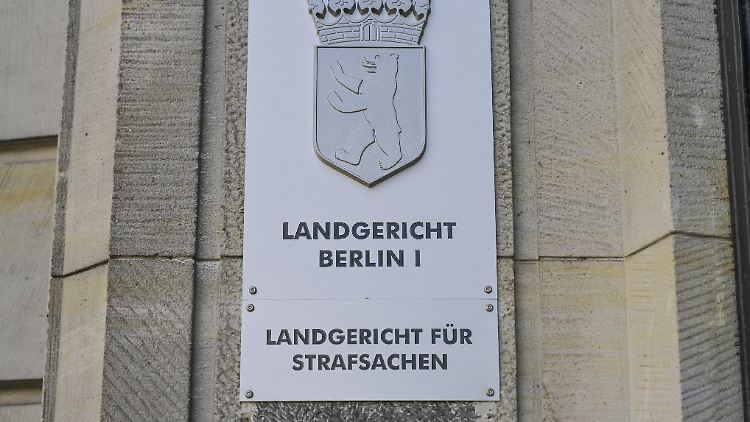 LANDGERICHT
BERLIN I
LANDGERICHT FÜR
STRAFSACHEN